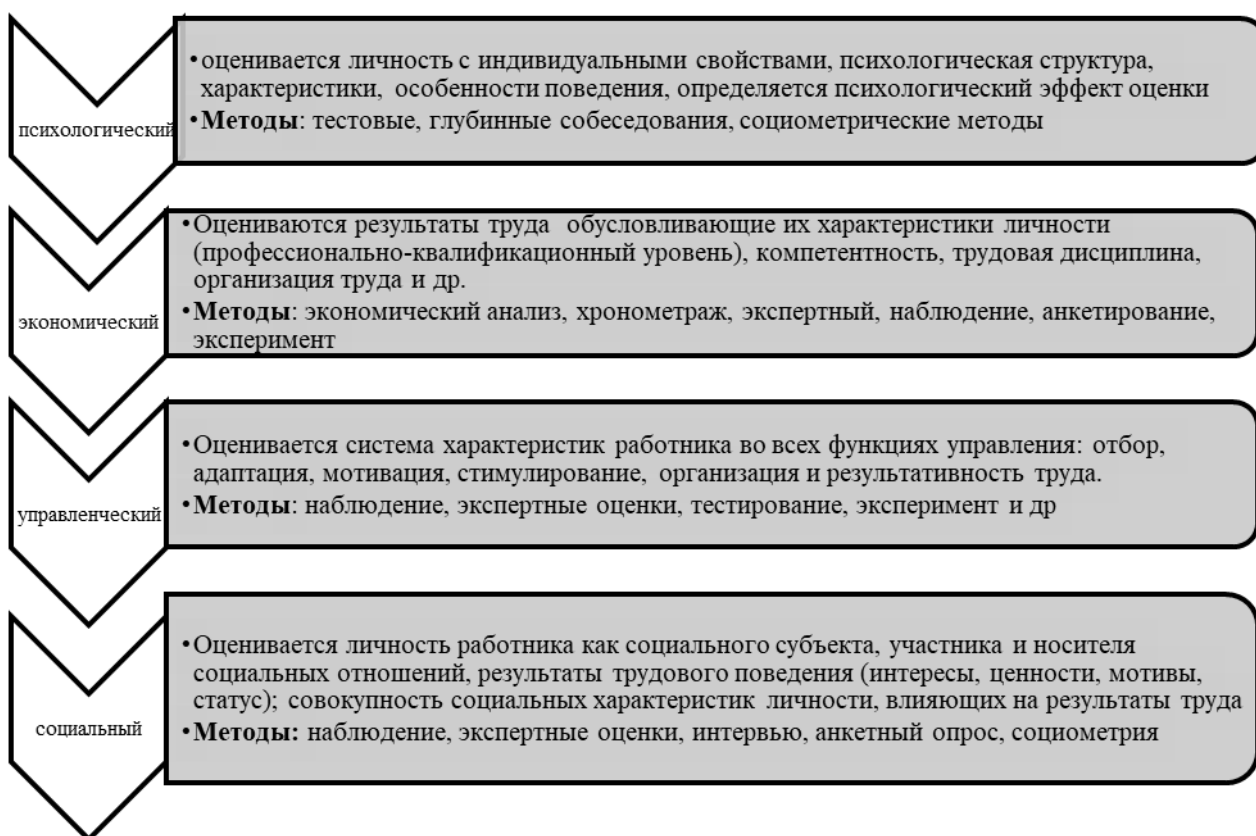 психологический
•оценивается личность с индивидуальными свойствами, психологическая структура,
характеристики, особенности поведения, определяется психологический эффект оценки
•Методы: тестовые, глубинные собеседования, социометрические методы
экономический
•Оцениваются результаты труда обусловливающие их характеристики личности
(профессионально-квалификационный уровень), компетентность, трудовая дисциплина,
организация труда и др.
•Методы: экономический анализ, хронометраж, экспертный, наблюдение, анкетирование,
эксперимент
управленческий
•Оценивается система характеристик работника во всех функциях управления: отбор,
адаптация, мотивация, стимулирование, организация и результативность труда.
•Методы: наблюдение, экспертные оценки, тестирование, эксперимент и др
социальный
•Оценивается личность работника как социального субъекта, участника и носителя
социальных отношений, результаты трудового поведения (интересы, ценности, мотивы,
статус); совокупность социальных характеристик личности, влияющих на результаты труда
•Методы: наблюдение, экспертные оценки, интервью, анкетный опрос, социометрия